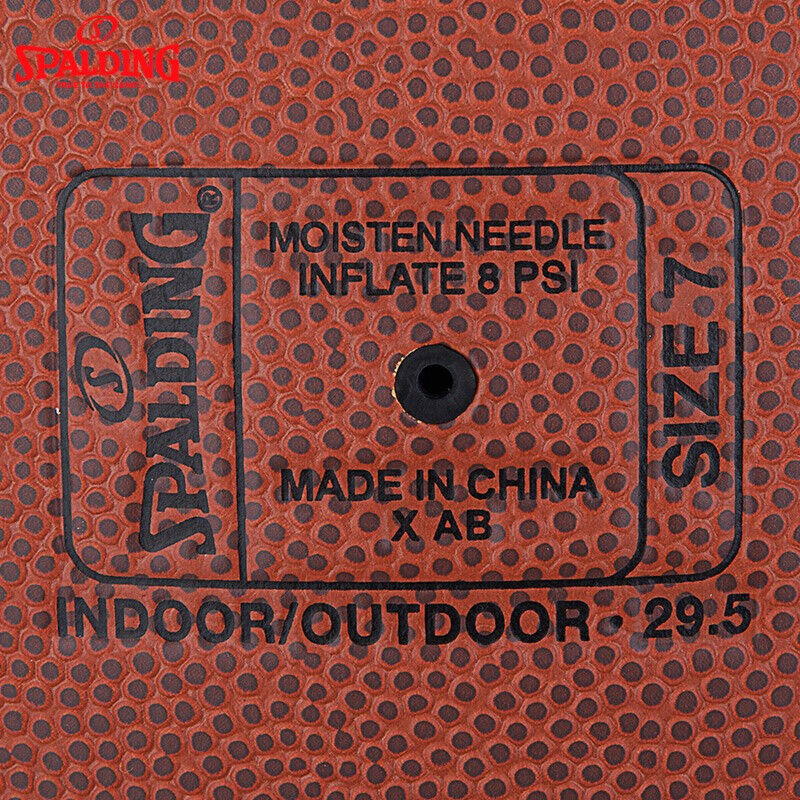 SPALDING
SPALDING®
MOISTEN NEEDLE
INFLATE 8 PSI
MADE IN CHINA
X AB
SIZE 7
INDOOR/OUTDOOR · 29.5